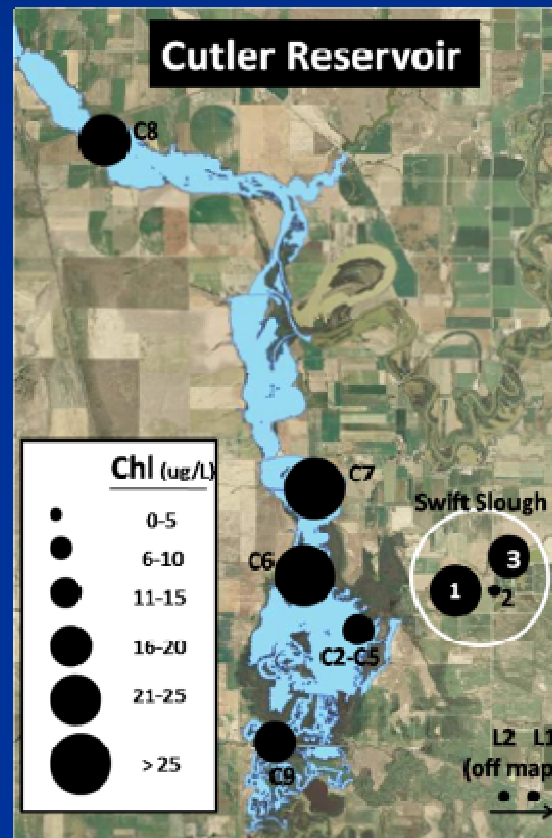 Cutler Reservoir
C8
C7
Swift Slough
C6
1
3
2
C2-C5
C9
L2 L1
(off map
Chl (ug/L)
0-5
6-10
11-15
16-20
21-25
>25